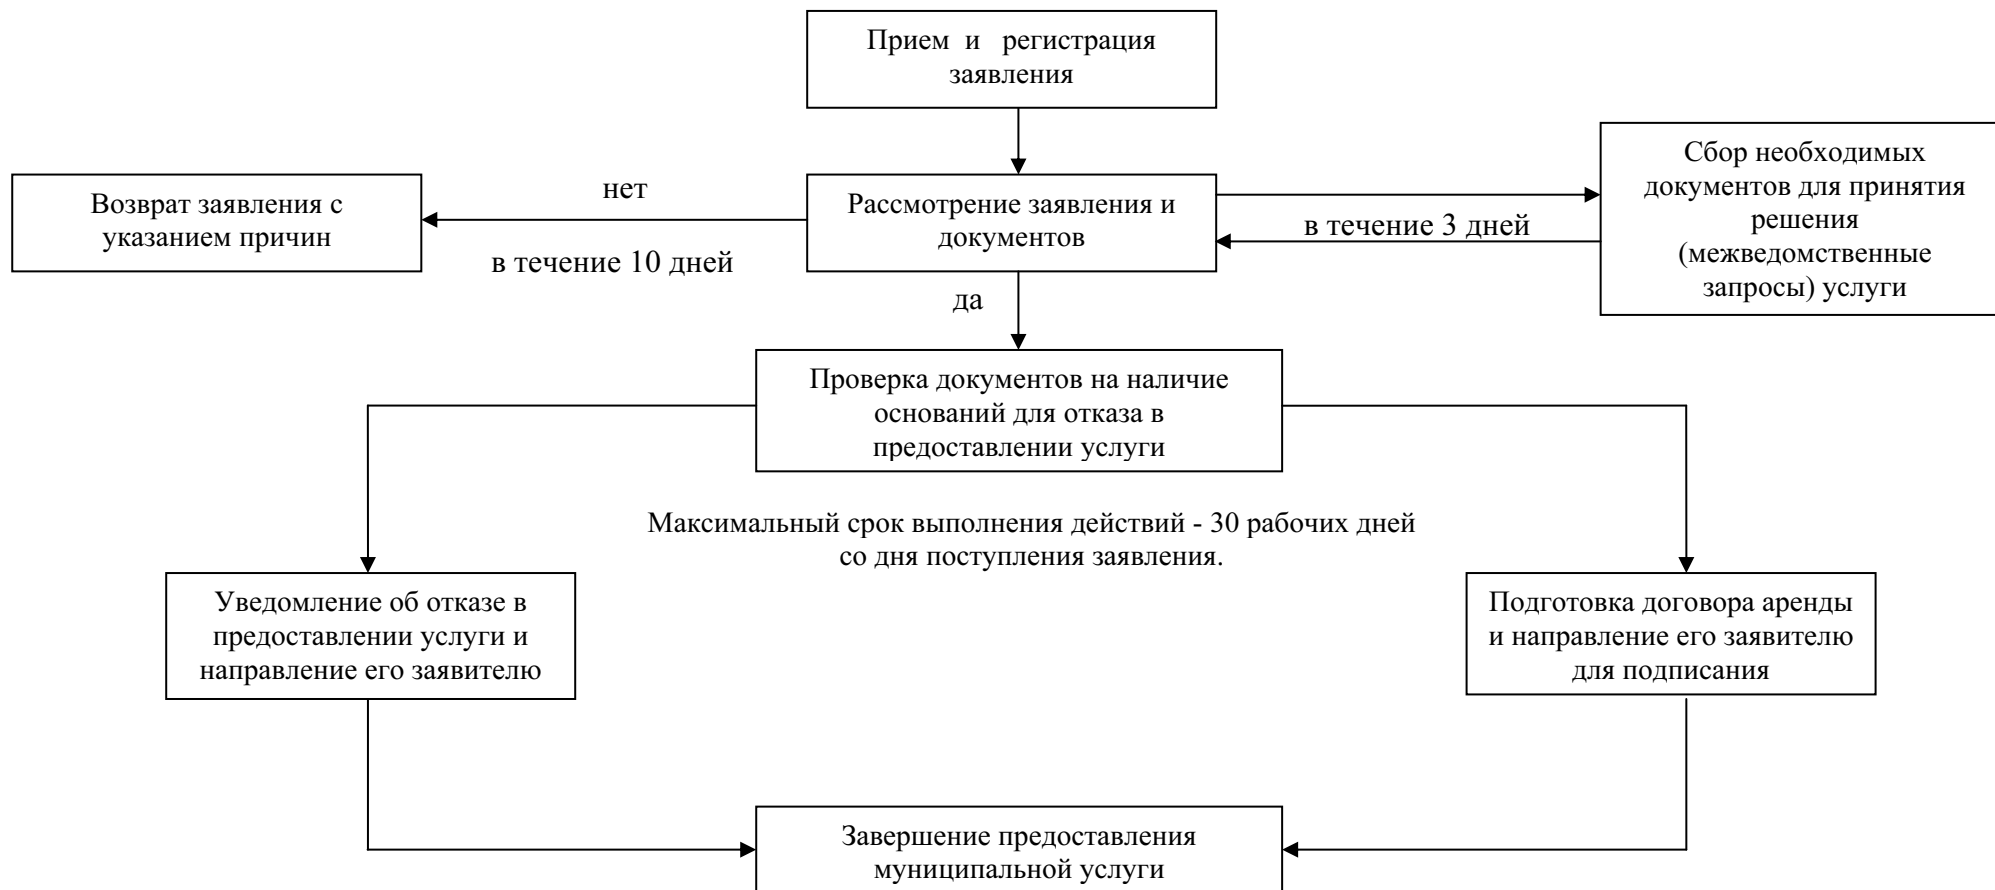 Прием и регистрация
заявления
Сбор необходимых
документов для принятия
решения
(межведомственные
запросы) услуги
Возврат заявления с
указанием причин
нет
в течение 10 дней
Рассмотрение заявления и
документов
в течение 3 дней
да
Проверка документов на наличие
оснований для отказа в
предоставлении услуги
Максимальный срок выполнения действий - 30 рабочих дней
со дня поступления заявления.
Уведомление об отказе в
предоставлении услуги и
направление его заявителю
Подготовка договора аренды
и направление его заявителю
для подписания
Завершение предоставления
муниципальной услуги